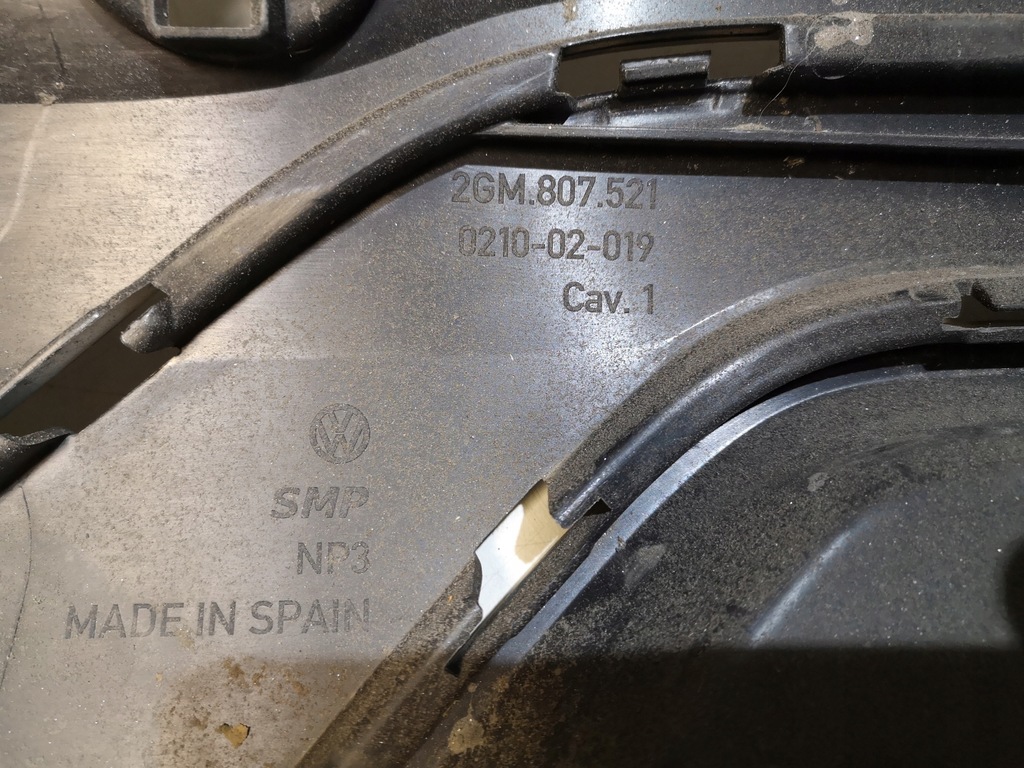 2GM.807.521
0210-02-019
Cav. 1
SMP
NP3
MADE IN SPAIN